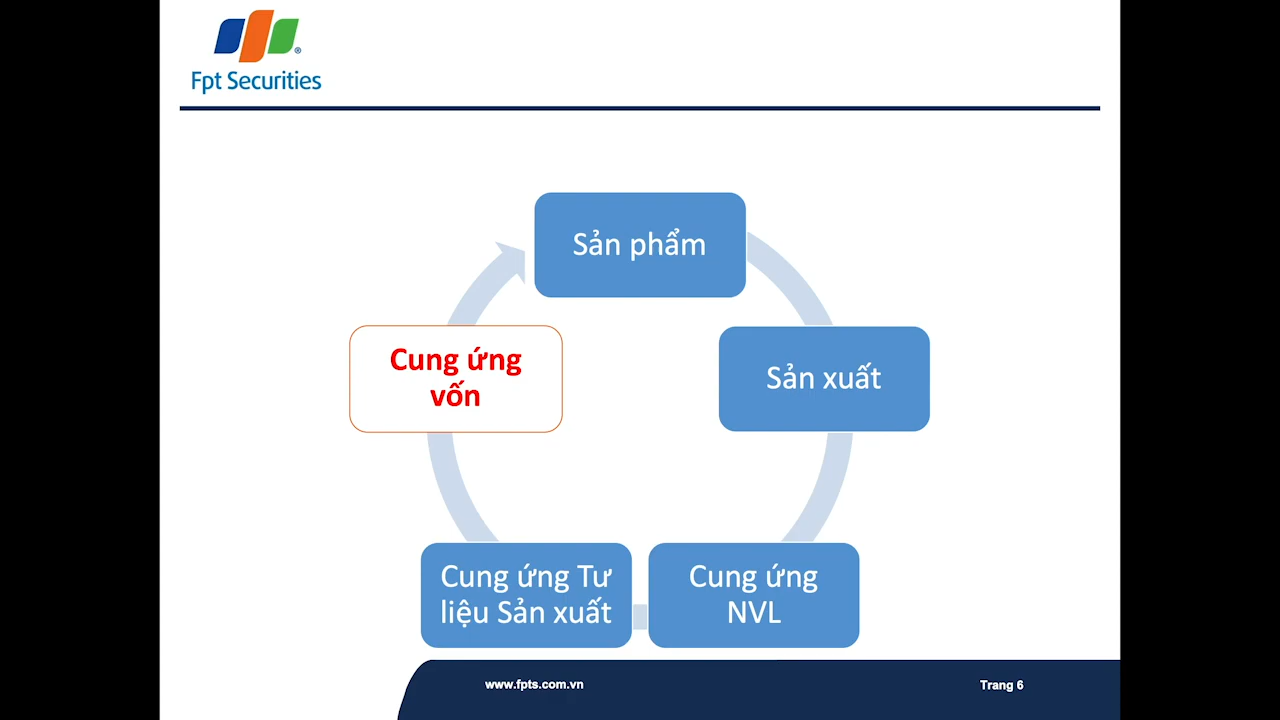 Fpt Securities
Sản phẩm
Sản xuất
Cung ứng
NVL
Cung ứng Tư
liệu Sản xuất
Cung ứng
vốn
www.fpts.com.vn
Trang 6